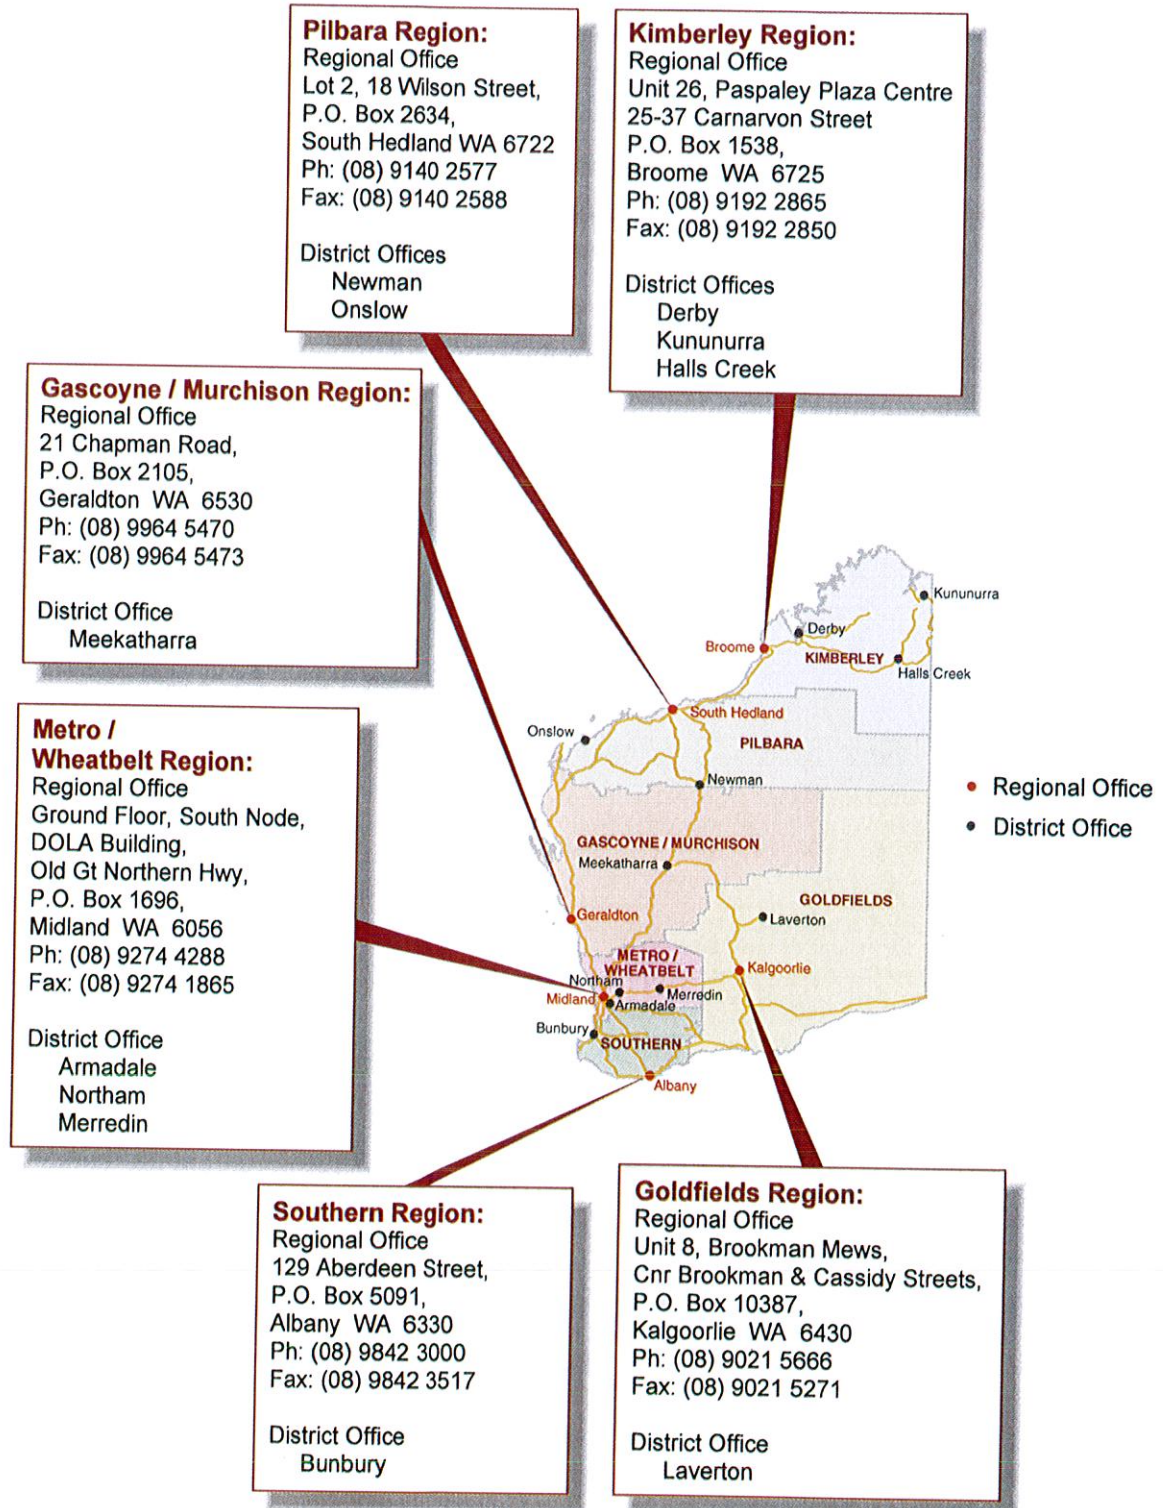 Pilbara Region:
Regional Office
Lot 2, 18 Wilson Street,
P.O. Box 2634,
South Hedland WA 6722
Ph: (08) 9140 2577
Fax: (08) 9140 2588
District Offices
Newman
Onslow
Kimberley Region:
Regional Office
Unit 26, Paspaley Plaza Centre
25-37 Carnarvon Street
P.O. Box 1538,
Broome WA 6725
Ph: (08) 9192 2865
Fax: (08) 9192 2850
District Offices
Derby
Kununurra
Halls Creek
Gascoyne / Murchison Region:
Regional Office
21 Chapman Road,
P.O. Box 2105,
Geraldton WA 6530
Ph: (08) 9964 5470
Fax: (08) 9964 5473
District Office
Meekatharra
Metro /
Wheatbelt Region:
Regional Office
Ground Floor, South Node,
DOLA Building,
Old Gt Northern Hwy,
P.O. Box 1696,
Midland WA 6056
Ph: (08) 9274 4288
Fax: (08) 9274 1865
District Office
Armadale
Northam
Merredin
Kununurra
Derby
Broome
KIMBERLEY
Halls Creek
South Hedland
Onslow
PILBARA
Newman
Regional Office
District Office
GASCOYNE / MURCHISON
Meekatharra
GOLDFIELDS
Geraldton
Laverton
METRO /
WHEATBELT
Kalgoorlie
Northam
Merredin
Midland
Armadale
Bunbury
SOUTHERN
Albany
Southern Region:
Regional Office
129 Aberdeen Street,
P.O. Box 5091,
Albany WA 6330
Ph: (08) 9842 3000
Fax: (08) 9842 3517
District Office
Bunbury
Goldfields Region:
Regional Office
Unit 8, Brookman Mews,
Cnr Brookman & Cassidy Streets,
P.O. Box 10387,
Kalgoorlie WA 6430
Ph: (08) 9021 5666
Fax: (08) 9021 5271
District Office
Laverton